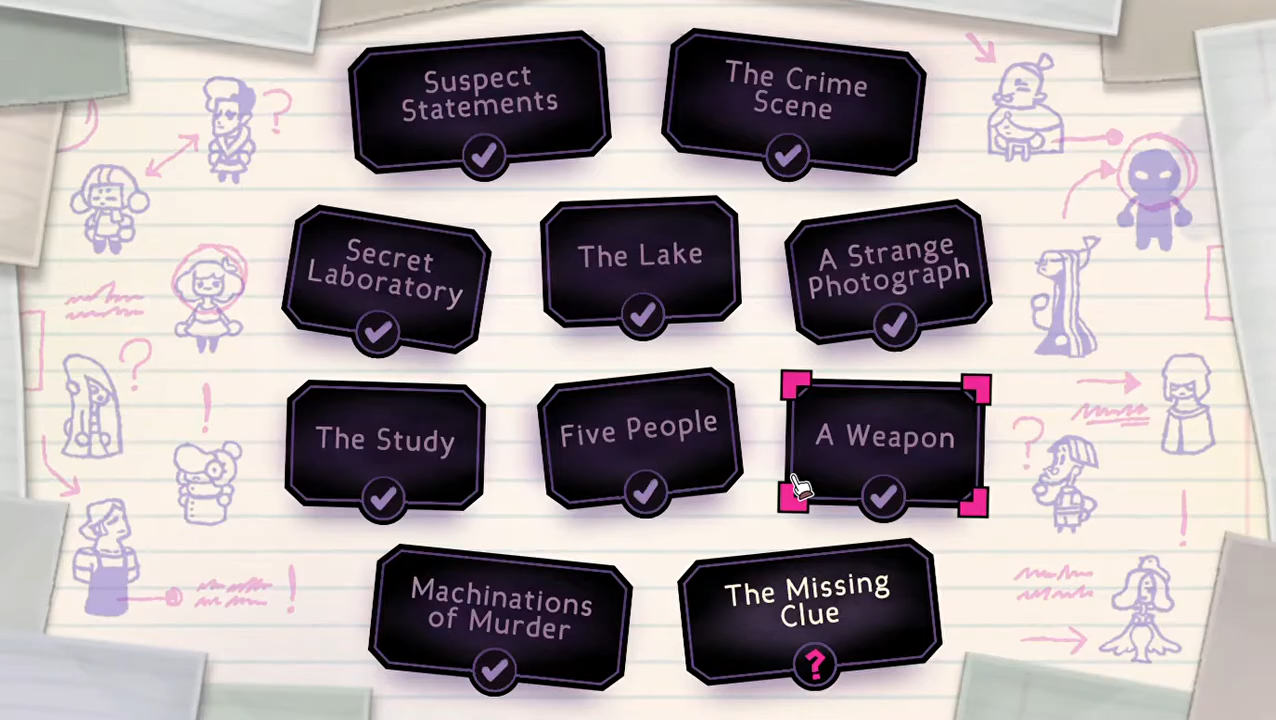 Suspect
Statements
The Crime
Scene
Secret
Laboratory
The Lake
A Strange
Photograph
The Study
Five People
A Weapon
Machinations
of Murder
The Missing
Clue
?